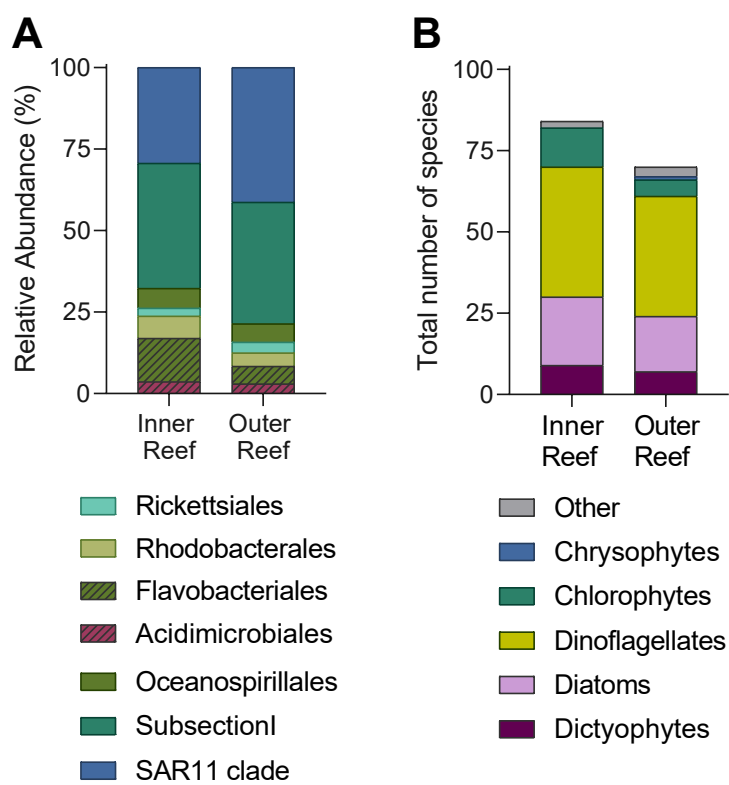 A
Relative Abundance (%)
100
75
50
25
0
Inner
Reef
Outer
Reef
Rickettsiales
Rhodobacterales
Flavobacteriales
Acidimicrobiales
Oceanospirillales
SubsectionI
SAR11 clade
B
Total number of species
100
75
50
25
0
Inner
Reef
Outer
Reef
Other
Chrysophytes
Chlorophytes
Dinoflagellates
Diatoms
Dictyophytes